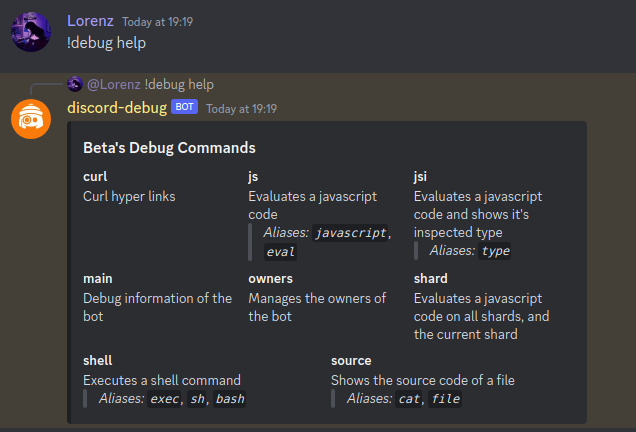 Lorenz Today at 19:19
!debug help
@Lorenz !debug help
discord-debug BOT Today at 19:19
Beta's Debug Commands
curl
Curl hyper links
js
Evaluates a javascript
code
Aliases: javascript,
eval
jsi
Evaluates a javascript
code and shows it's
inspected type
Aliases: type
main
Debug information of the
bot
owners
Manages the owners of
the bot
shard
Evaluates a javascript
code on all shards, and
the current shard
shell
Executes a shell command
Aliases: exec, sh, bash
source
Shows the source code of a file
Aliases: cat, file